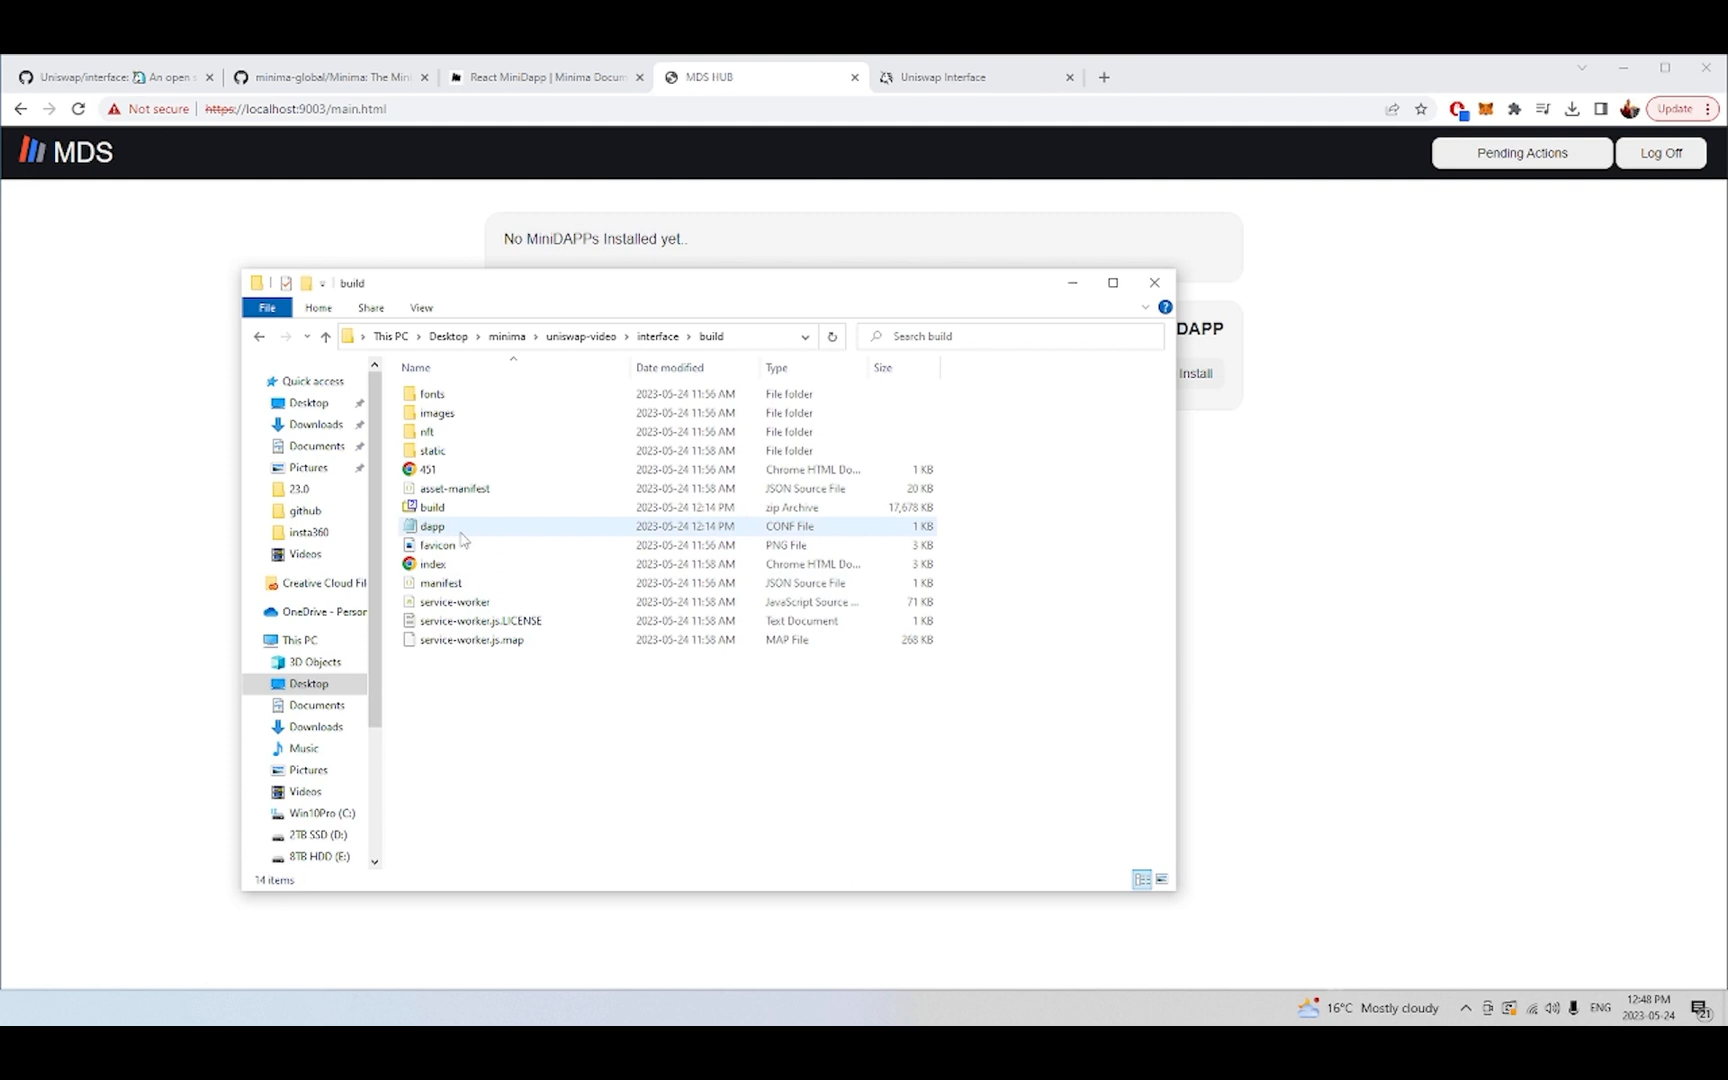 Uniswap/interface: An open s
minima-global/Minima: The Min
React MiniDapp | Minima Docum
MDS HUB
Uniswap Interface
Not secure
https://localhost:9003/main.html
Update
MDS
Pending Actions
Log Off
No MiniDAPPs Installed yet..
DAPP
Install
build
File
Home
Share
View
This PC > Desktop > minima > uniswap-video > interface > build
Search build
Name Date modified Type Size
Quick access
Desktop
Downloads
Documents
Pictures
23.0
github
insta360
Videos
Creative Cloud Fil
OneDrive - Person
This PC
3D Objects
Desktop
Documents
Downloads
Music
Pictures
Videos
Win10Pro (C:)
2TB SSD (D:)
8TB HDD (E:)
fonts 2023-05-24 11:56 AM File folder
images 2023-05-24 11:56 AM File folder
nft 2023-05-24 11:56 AM File folder
static 2023-05-24 11:58 AM File folder
451 2023-05-24 11:56 AM Chrome HTML Do... 1 KB
asset-manifest 2023-05-24 11:58 AM JSON Source File 20 KB
build 2023-05-24 12:14 PM zip Archive 17,678 KB
dapp 2023-05-24 12:14 PM CONF File 1 KB
favicon 2023-05-24 11:56 AM PNG File 3 KB
index 2023-05-24 11:58 AM Chrome HTML Do... 3 KB
manifest 2023-05-24 11:56 AM JSON Source File 1 KB
service-worker 2023-05-24 11:58 AM JavaScript Source ... 71 KB
service-worker.js.LICENSE 2023-05-24 11:58 AM Text Document 1 KB
service-worker.js.map 2023-05-24 11:58 AM MAP File 268 KB
14 items
16°C Mostly cloudy
ENG
12:48 PM
2023-05-24
21